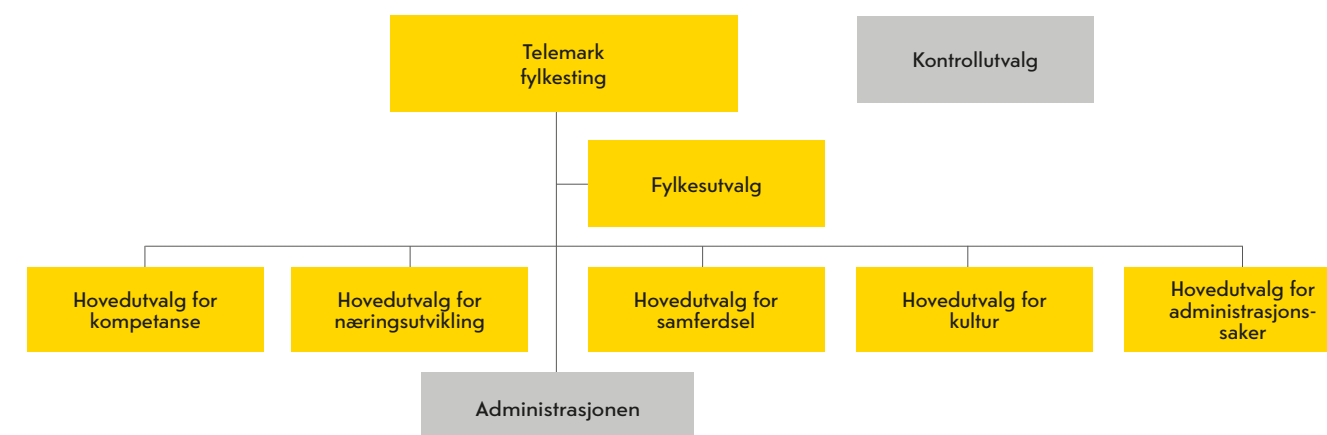 Telemark
fylkesting
Kontrollutvalg
Fylkesutvalg
Hovedutvalg for
kompetanse
Hovedutvalg for
næringsutvikling
Hovedutvalg for
samferdsel
Hovedutvalg for
kultur
Hovedutvalg for
administrasjons-
saker
Administrasjonen